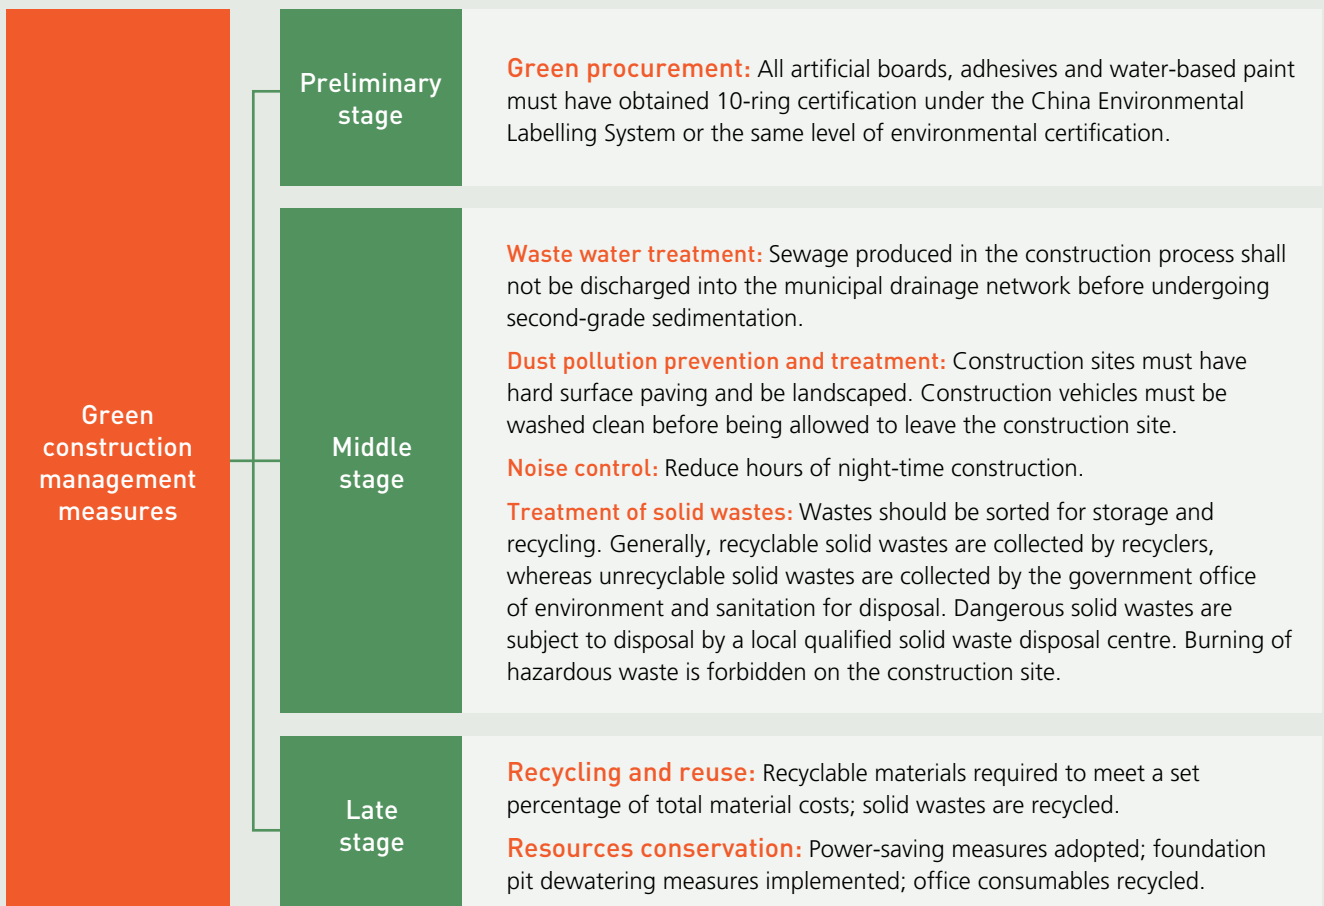 Green
construction
management
measures
Preliminary
stage
Green procurement: All artificial boards, adhesives and water-based paint
must have obtained 10-ring certification under the China Environmental
Labelling System or the same level of environmental certification.
Middle
stage
Waste water treatment: Sewage produced in the construction process shall
not be discharged into the municipal drainage network before undergoing
second-grade sedimentation.
Dust pollution prevention and treatment: Construction sites must have
hard surface paving and be landscaped. Construction vehicles must be
washed clean before being allowed to leave the construction site.
Noise control: Reduce hours of night-time construction.
Treatment of solid wastes: Wastes should be sorted for storage and
recycling. Generally, recyclable solid wastes are collected by recyclers,
whereas unrecyclable solid wastes are collected by the government office
of environment and sanitation for disposal. Dangerous solid wastes are
subject to disposal by a local qualified solid waste disposal centre. Burning of
hazardous waste is forbidden on the construction site.
Late
stage
Recycling and reuse: Recyclable materials required to meet a set
percentage of total material costs; solid wastes are recycled.
Resources conservation: Power-saving measures adopted; foundation
pit dewatering measures implemented; office consumables recycled.